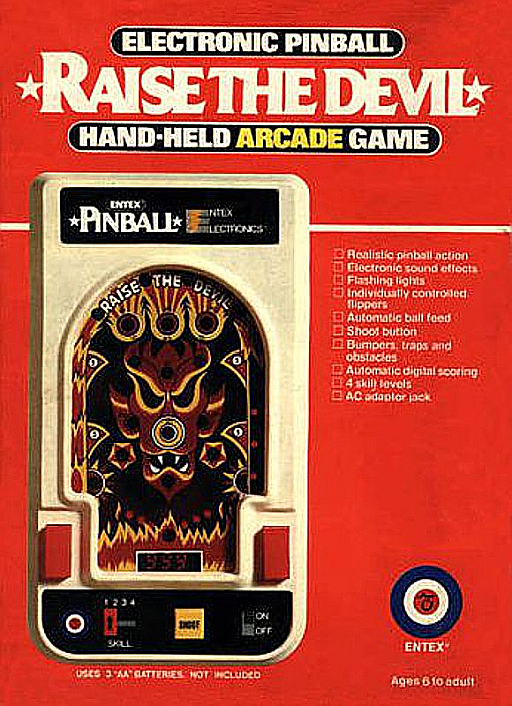 ELECTRONIC PINBALL
RAISE THE DEVIL
HAND-HELD ARCADE GAME
ENTEX®
PINBALL
ENTEX
ELECTRONICS
RAISE THE DEVIL
Realistic pinball action
Electronic sound effects
Flashing lights
Individually controlled
flippers
Automatic ball feed
Shoot button
Bumpers, traps and
obstacles
Automatic digital scoring
4 skill levels
AC adaptor jack
1 2 3 4
SKILL
SHOOT
ON
OFF
USES 3 "AA" BATTERIES, NOT INCLUDED
ENTEX®
Ages 6 to adult